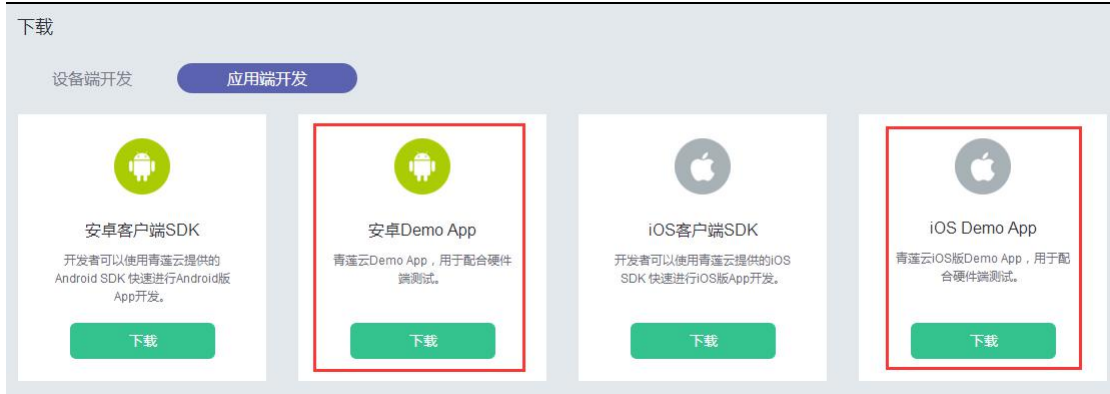 下载
设备端开发
应用端开发
安卓客户端SDK
开发者可以使用青莲云提供的
Android SDK 快速进行Android版
App开发。
下载
安卓Demo App
青莲云Demo App，用于配合硬件
端测试。
下载
iOS客户端SDK
开发者可以使用青莲云提供的iOS
SDK 快速进行iOS版App开发。
下载
iOS Demo App
青莲云iOS版Demo App，用于配
合硬件端测试。
下载